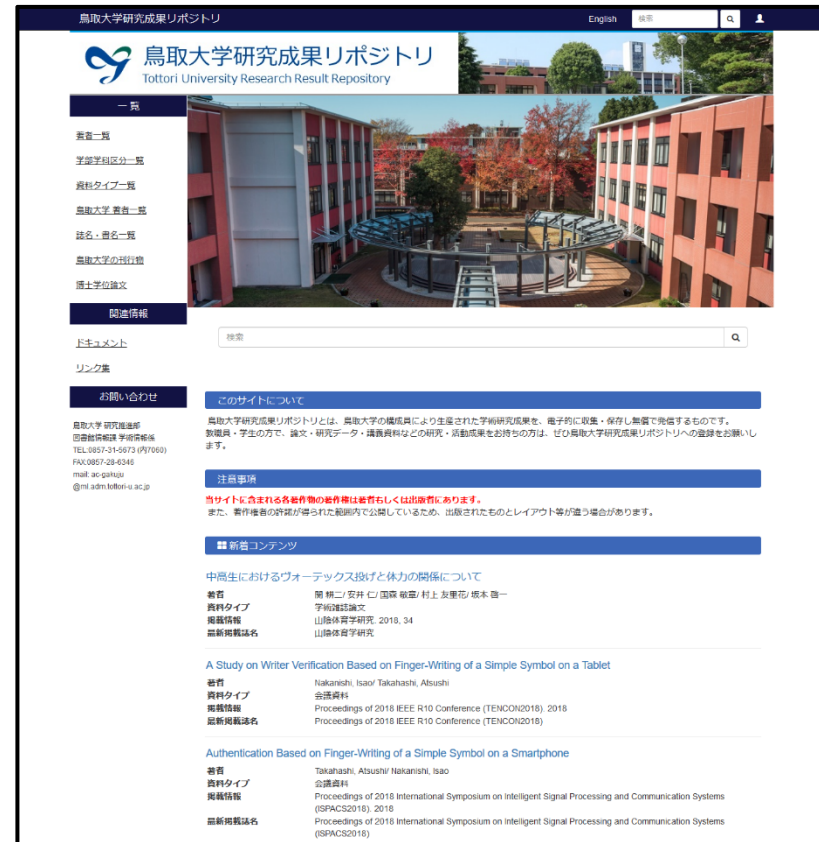 鳥取大学研究成果リポジトリ
English
検索
鳥取大学研究成果リポジトリ
Tottori University Research Result Repository
一覧
著者一覧
学部学科区分一覧
資料タイプ一覧
鳥取大学 著者一覧
誌名・書名一覧
鳥取大学の刊行物
博士学位論文
関連情報
ドキュメント
リンク集
お問い合わせ
鳥取大学 研究推進部
図書館情報課 学術情報係
TEL:0857-31-5673 (内7060)
FAX:0857-28-6346
mail: ac-gakuju
@ml.adm.tottori-u.ac.jp
検索
このサイトについて
鳥取大学研究成果リポジトリとは、鳥取大学の構成員により生産された学術研究成果を、電子的に収集・保存し無償で発信するものです。
教職員・学生の方で、論文・研究データ・講義資料などの研究・活動成果をお持ちの方は、ぜひ鳥取大学研究成果リポジトリへの登録をお願いし
ます。
注意事項
当サイトに含まれる各著作物の著作権は著者もしくは出版者にあります。
また、著作権者の許諾が得られた範囲内で公開しているため、出版されたものとレイアウト等が違う場合があります。
新着コンテンツ
中高生におけるヴォーテックス投げと体力の関係について
著者 関 耕二/ 安井 仁/ 国森 敏章/ 村上 友里花/ 坂本 啓一
資料タイプ 学術雑誌論文
掲載情報 山陰体育学研究. 2018, 34
最新掲載誌名 山陰体育学研究
A Study on Writer Verification Based on Finger-Writing of a Simple Symbol on a Tablet
著者 Nakanishi, Isao/ Takahashi, Atsushi
資料タイプ 会議資料
掲載情報 Proceedings of 2018 IEEE R10 Conference (TENCON2018). 2018
最新掲載誌名 Proceedings of 2018 IEEE R10 Conference (TENCON2018)
Authentication Based on Finger-Writing of a Simple Symbol on a Smartphone
著者 Takahashi, Atsushi/ Nakanishi, Isao
資料タイプ 会議資料
掲載情報 Proceedings of 2018 International Symposium on Intelligent Signal Processing and Communication Systems
(ISPACS2018). 2018
最新掲載誌名 Proceedings of 2018 International Symposium on Intelligent Signal Processing and Communication Systems
(ISPACS2018)